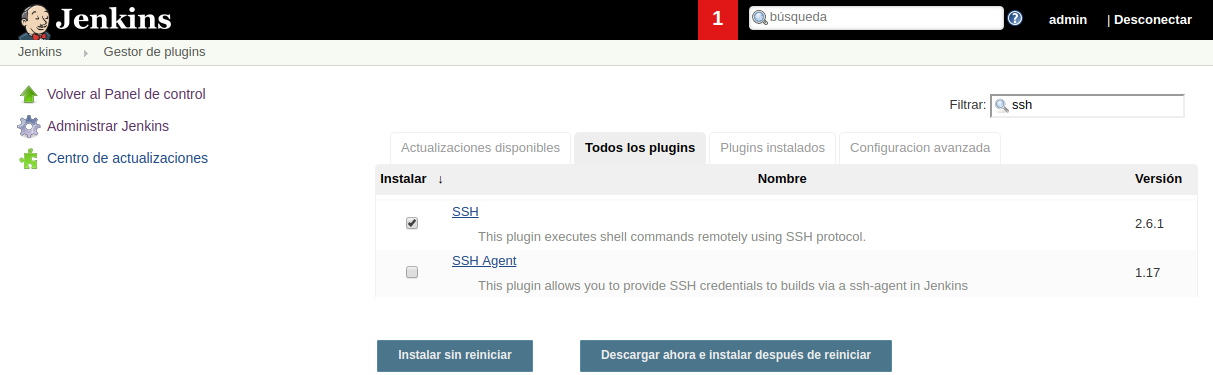 Jenkins
1
búsqueda
admin
| Desconectar
Jenkins
Gestor de plugins
Volver al Panel de control
Administrar Jenkins
Centro de actualizaciones
Filtrar: ssh
Actualizaciones disponibles
Todos los plugins
Plugins instalados
Configuracion avanzada
Instalar ↓
Nombre
Versión
SSH
This plugin executes shell commands remotely using SSH protocol.
2.6.1
SSH Agent
This plugin allows you to provide SSH credentials to builds via a ssh-agent in Jenkins
1.17
Instalar sin reiniciar
Descargar ahora e instalar después de reiniciar